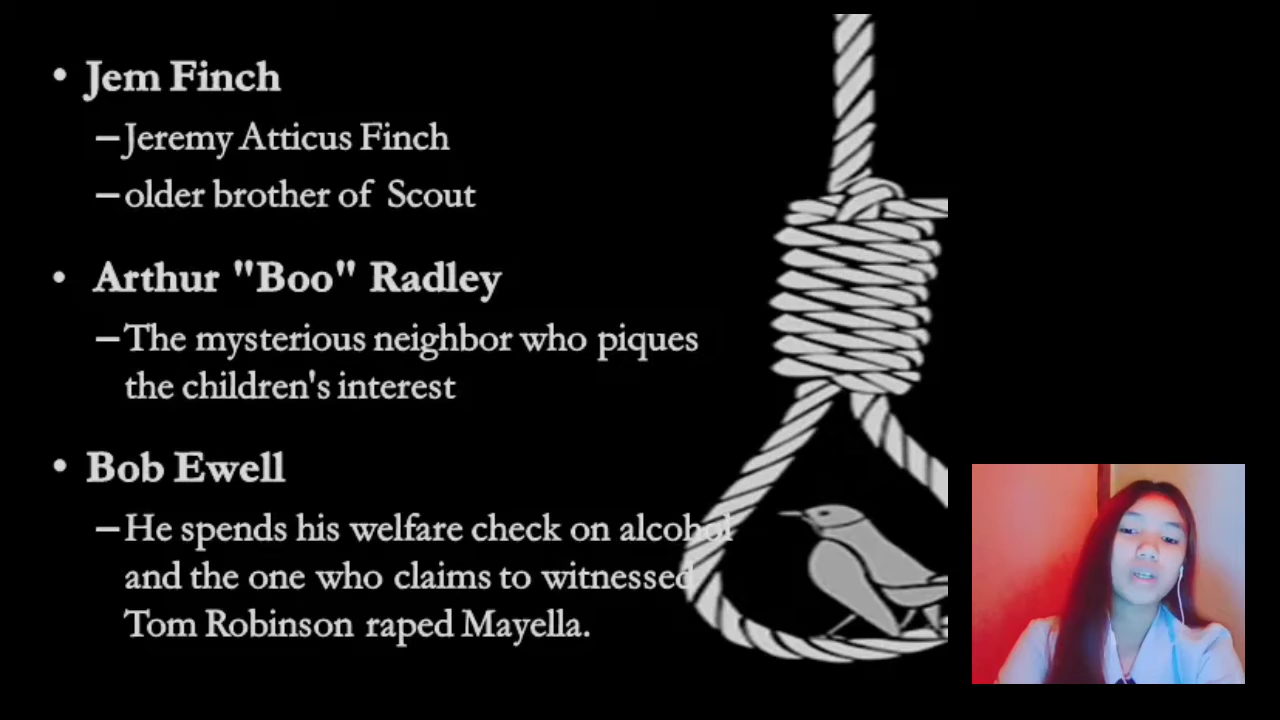 • Jem Finch
–Jeremy Atticus Finch
–older brother of Scout
• Arthur "Boo" Radley
–The mysterious neighbor who piques
the children's interest
• Bob Ewell
–He spends his welfare check on alcohol
and the one who claims to witnessed
Tom Robinson raped Mayella.